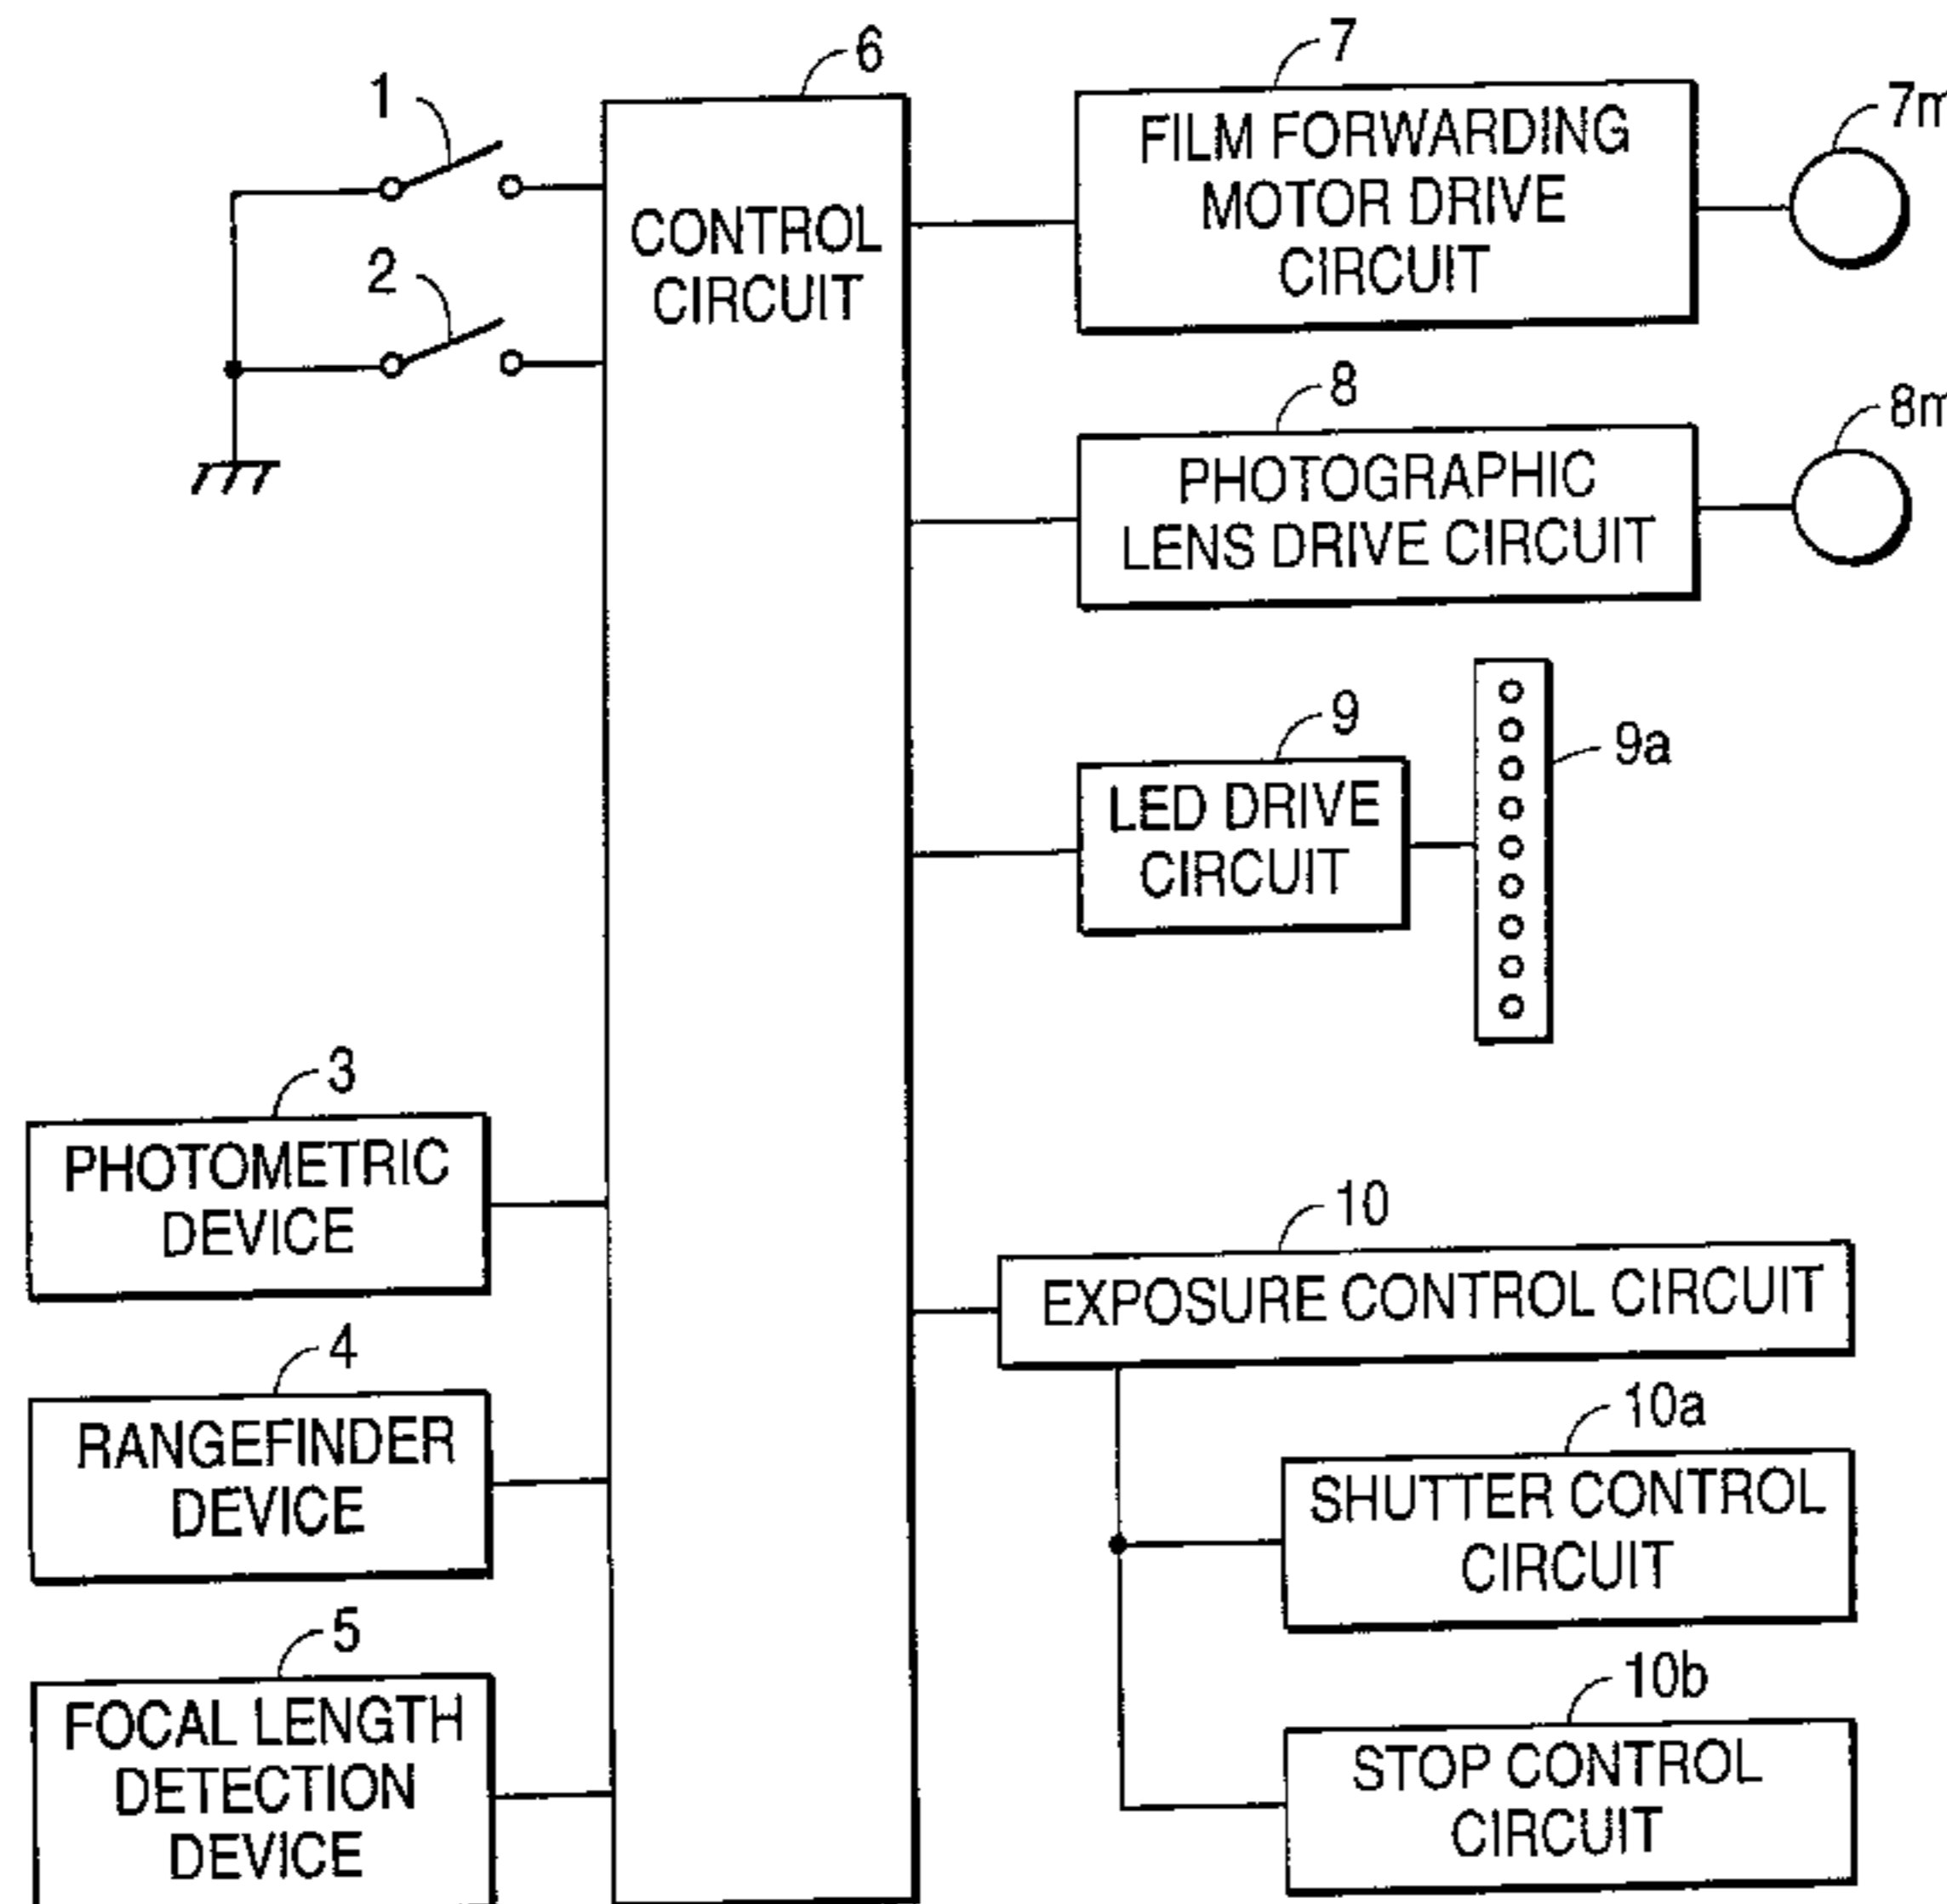 1
2
6
CONTROL
CIRCUIT
7
FILM FORWARDING
MOTOR DRIVE
CIRCUIT
7m
8
PHOTOGRAPHIC
LENS DRIVE CIRCUIT
8m
9
LED DRIVE
CIRCUIT
9a
3
PHOTOMETRIC
DEVICE
4
RANGEFINDER
DEVICE
5
FOCAL LENGTH
DETECTION
DEVICE
10
EXPOSURE CONTROL CIRCUIT
10a
SHUTTER CONTROL
CIRCUIT
10b
STOP CONTROL
CIRCUIT